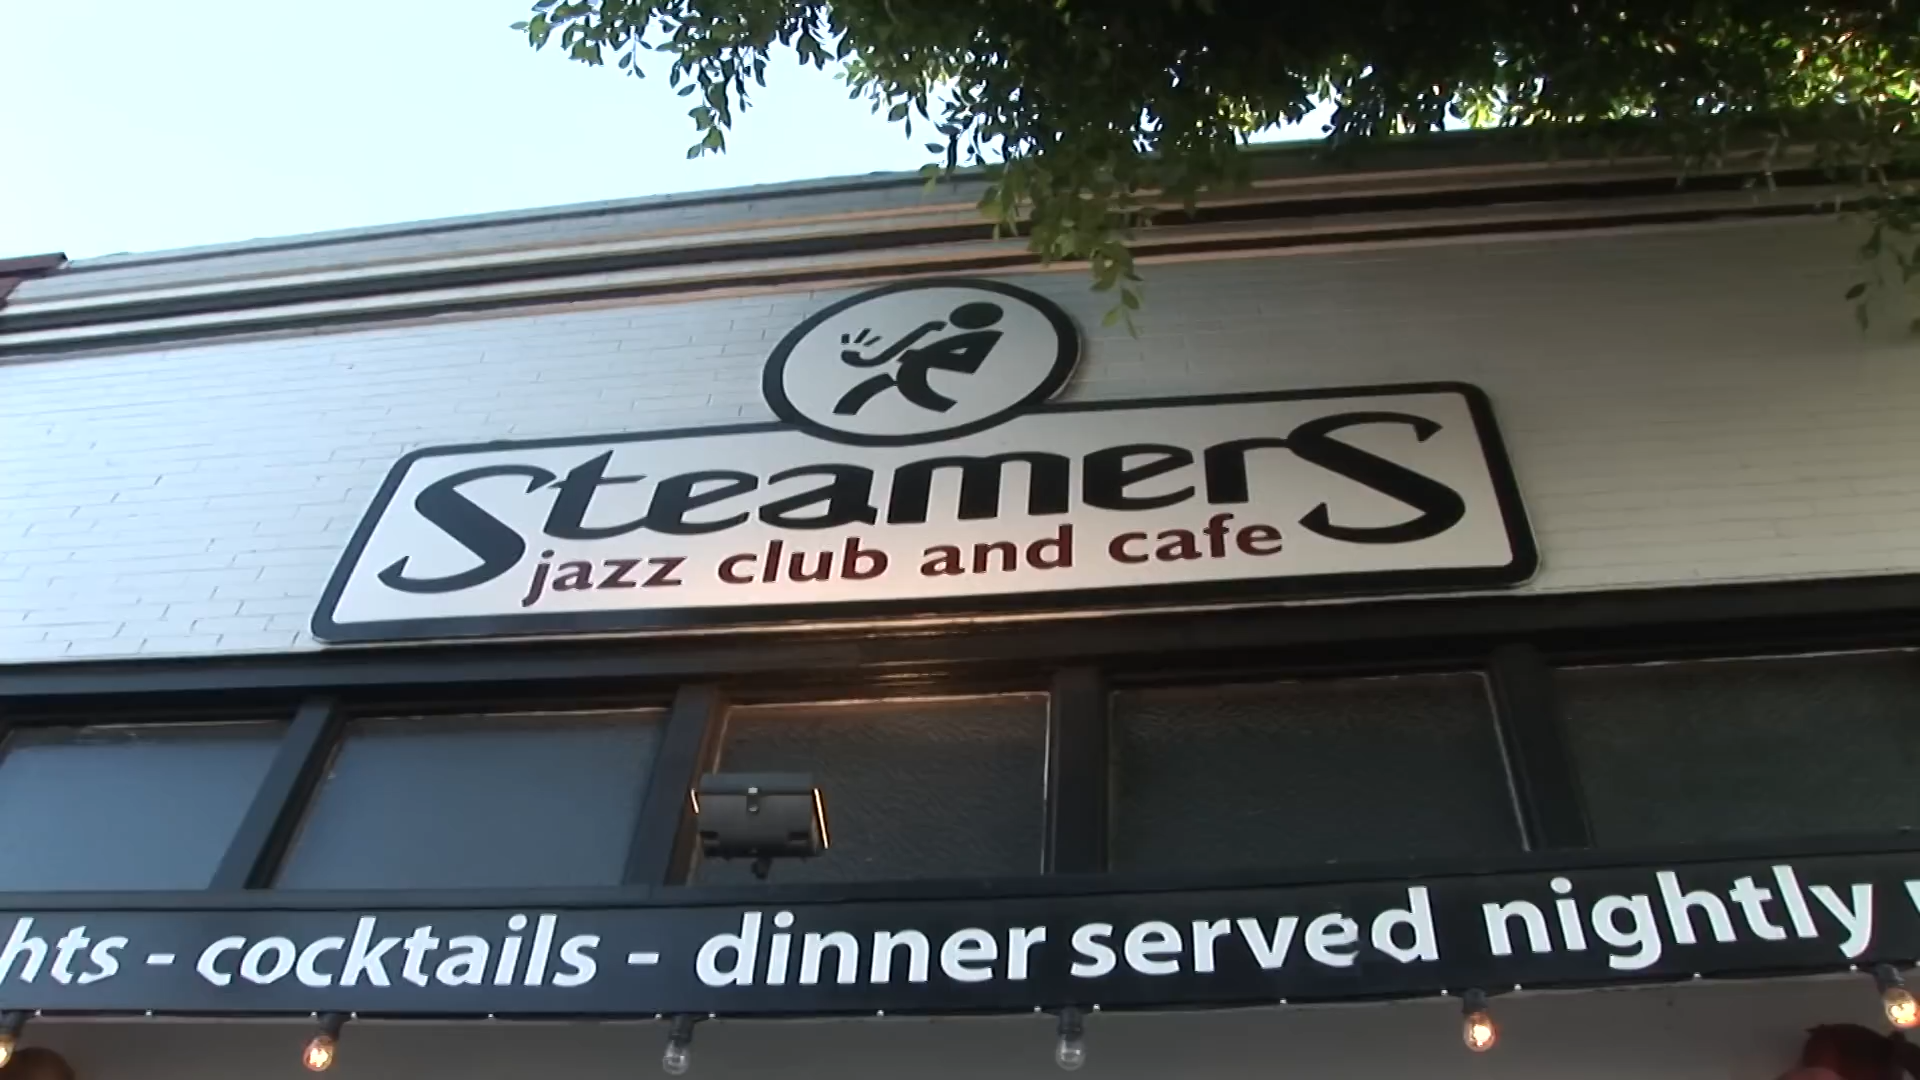 Steamers
jazz club and cafe
hts - cocktails - dinner served nightly